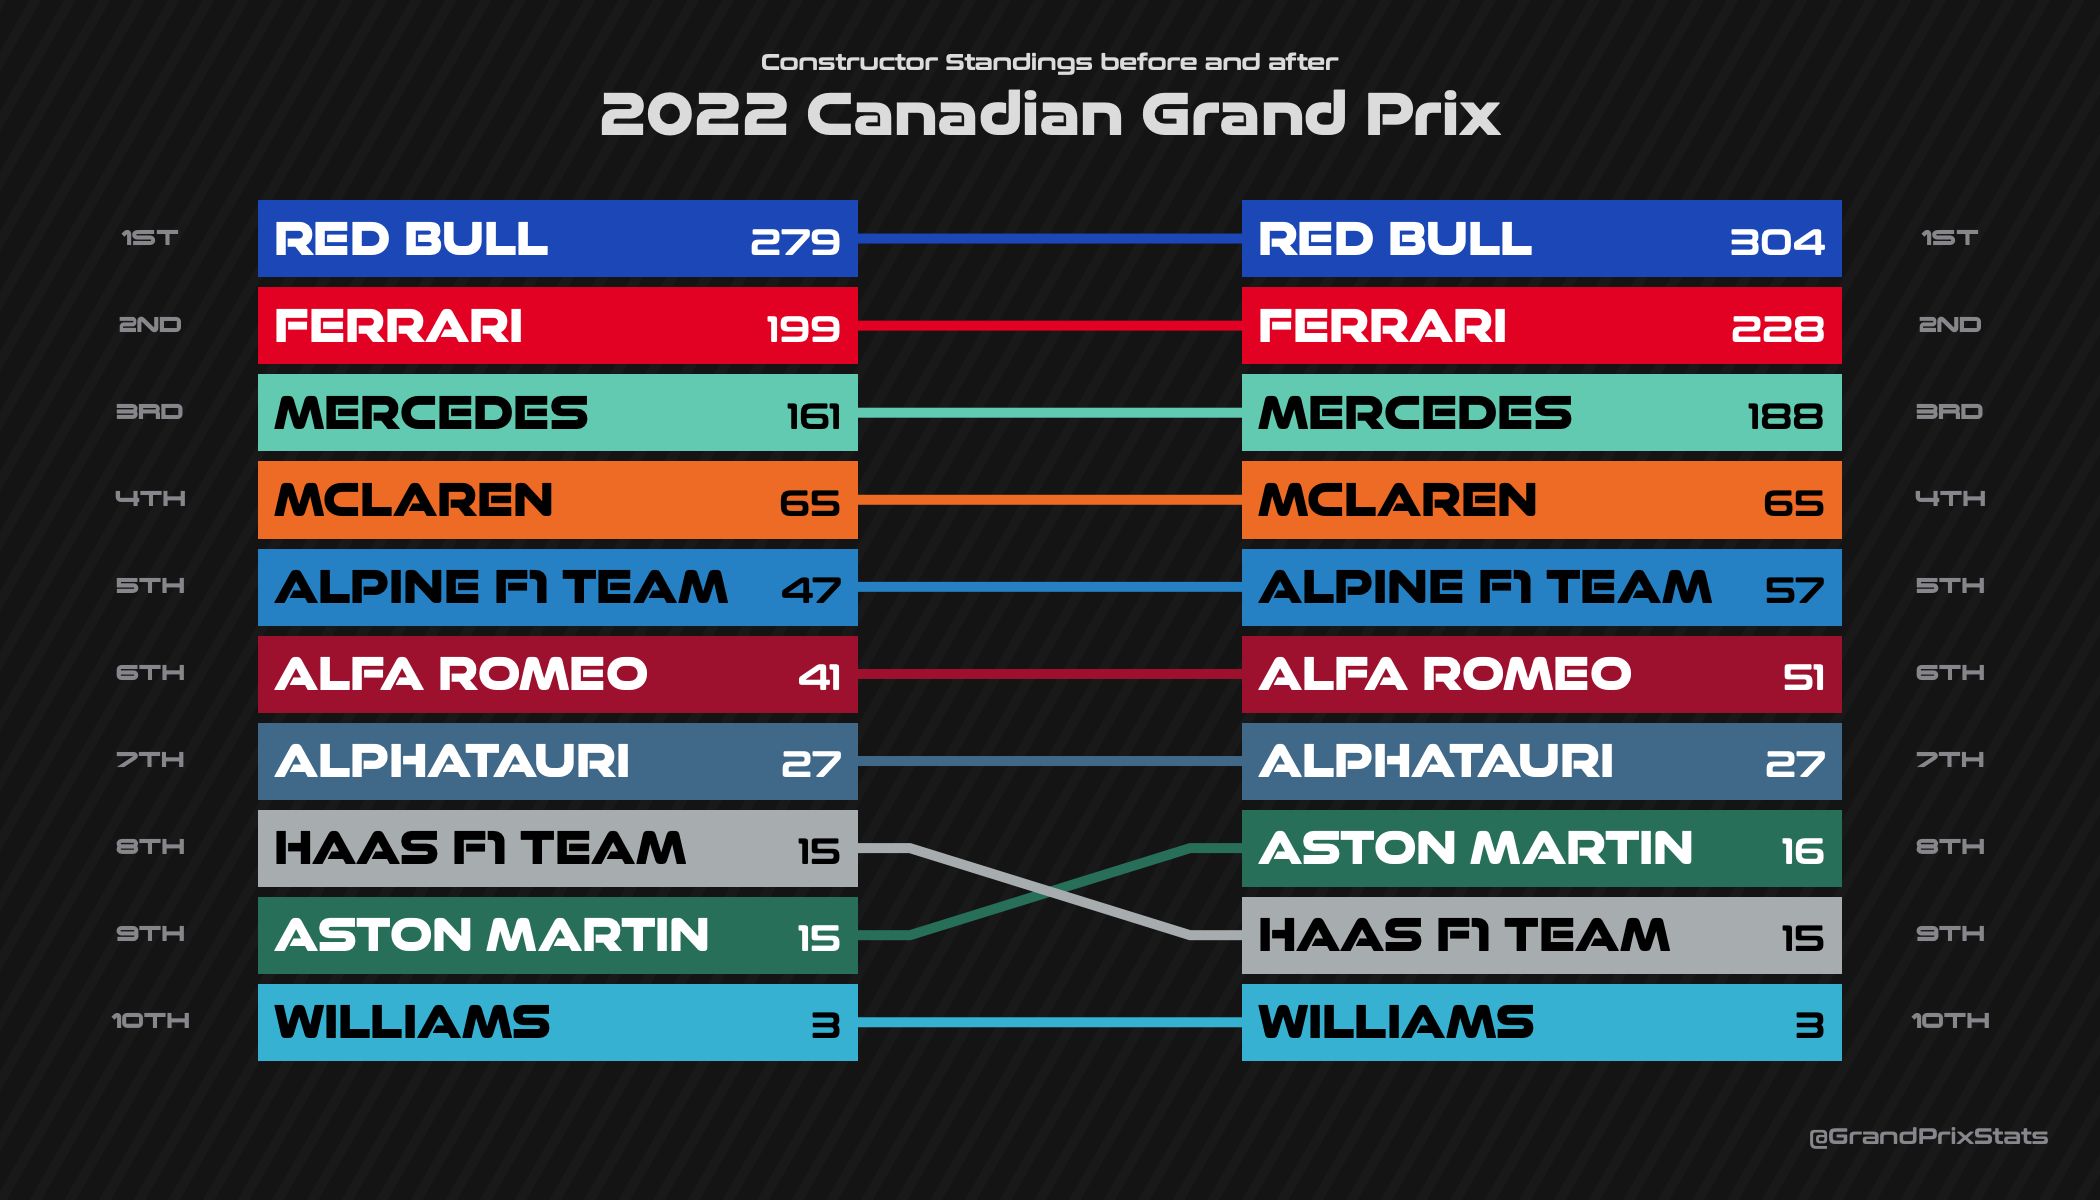 Constructor Standings before and after
2022 Canadian Grand Prix
1ST RED BULL 279 RED BULL 304 1ST
2ND FERRARI 199 FERRARI 228 2ND
3RD MERCEDES 161 MERCEDES 188 3RD
4TH MCLAREN 65 MCLAREN 65 4TH
5TH ALPINE F1 TEAM 47 ALPINE F1 TEAM 57 5TH
6TH ALFA ROMEO 41 ALFA ROMEO 51 6TH
7TH ALPHATAURI 27 ALPHATAURI 27 7TH
8TH HAAS F1 TEAM 15 ASTON MARTIN 16 8TH
9TH ASTON MARTIN 15 HAAS F1 TEAM 15 9TH
10TH WILLIAMS 3 WILLIAMS 3 10TH
@GrandPrixStats